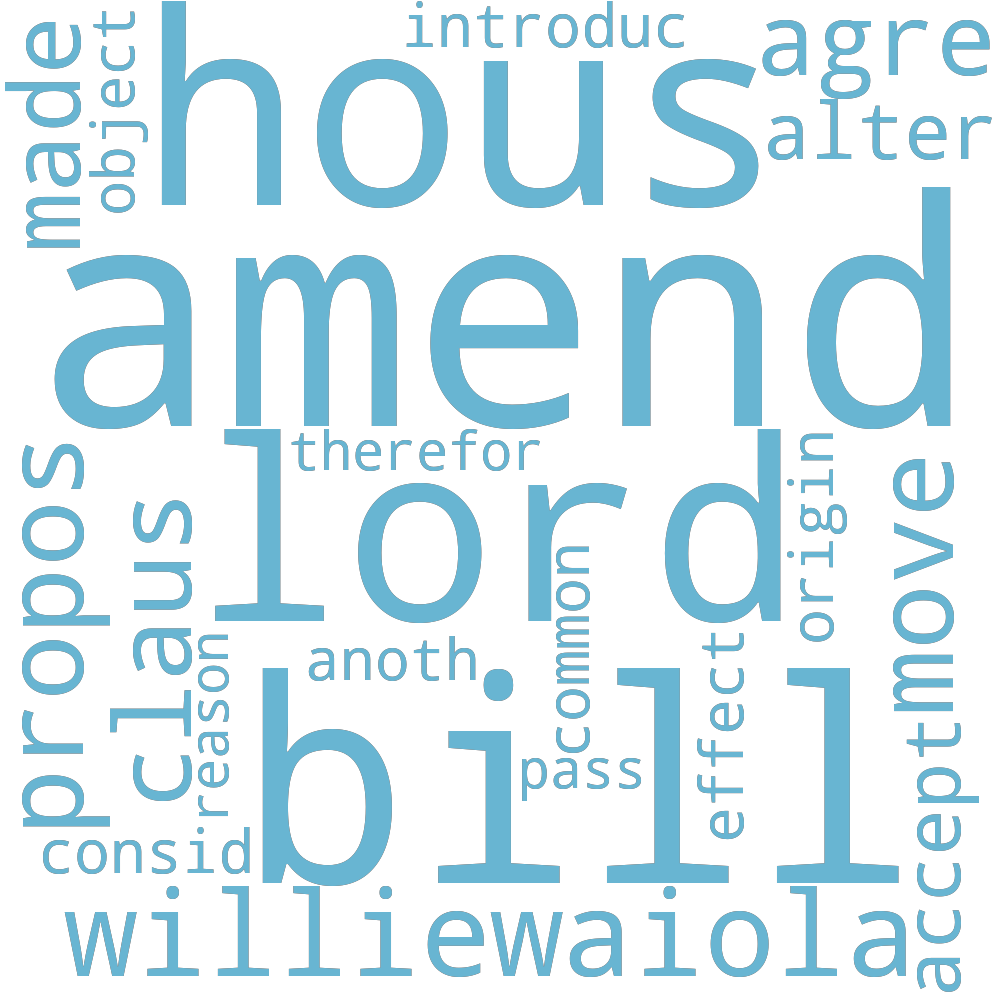 introduc
hous
agre
made
object
alter
amend
lord
therefor
origin
propos
claus
move
common
reason
anoth
effect
bill
pass
accept
consid
williewaiola